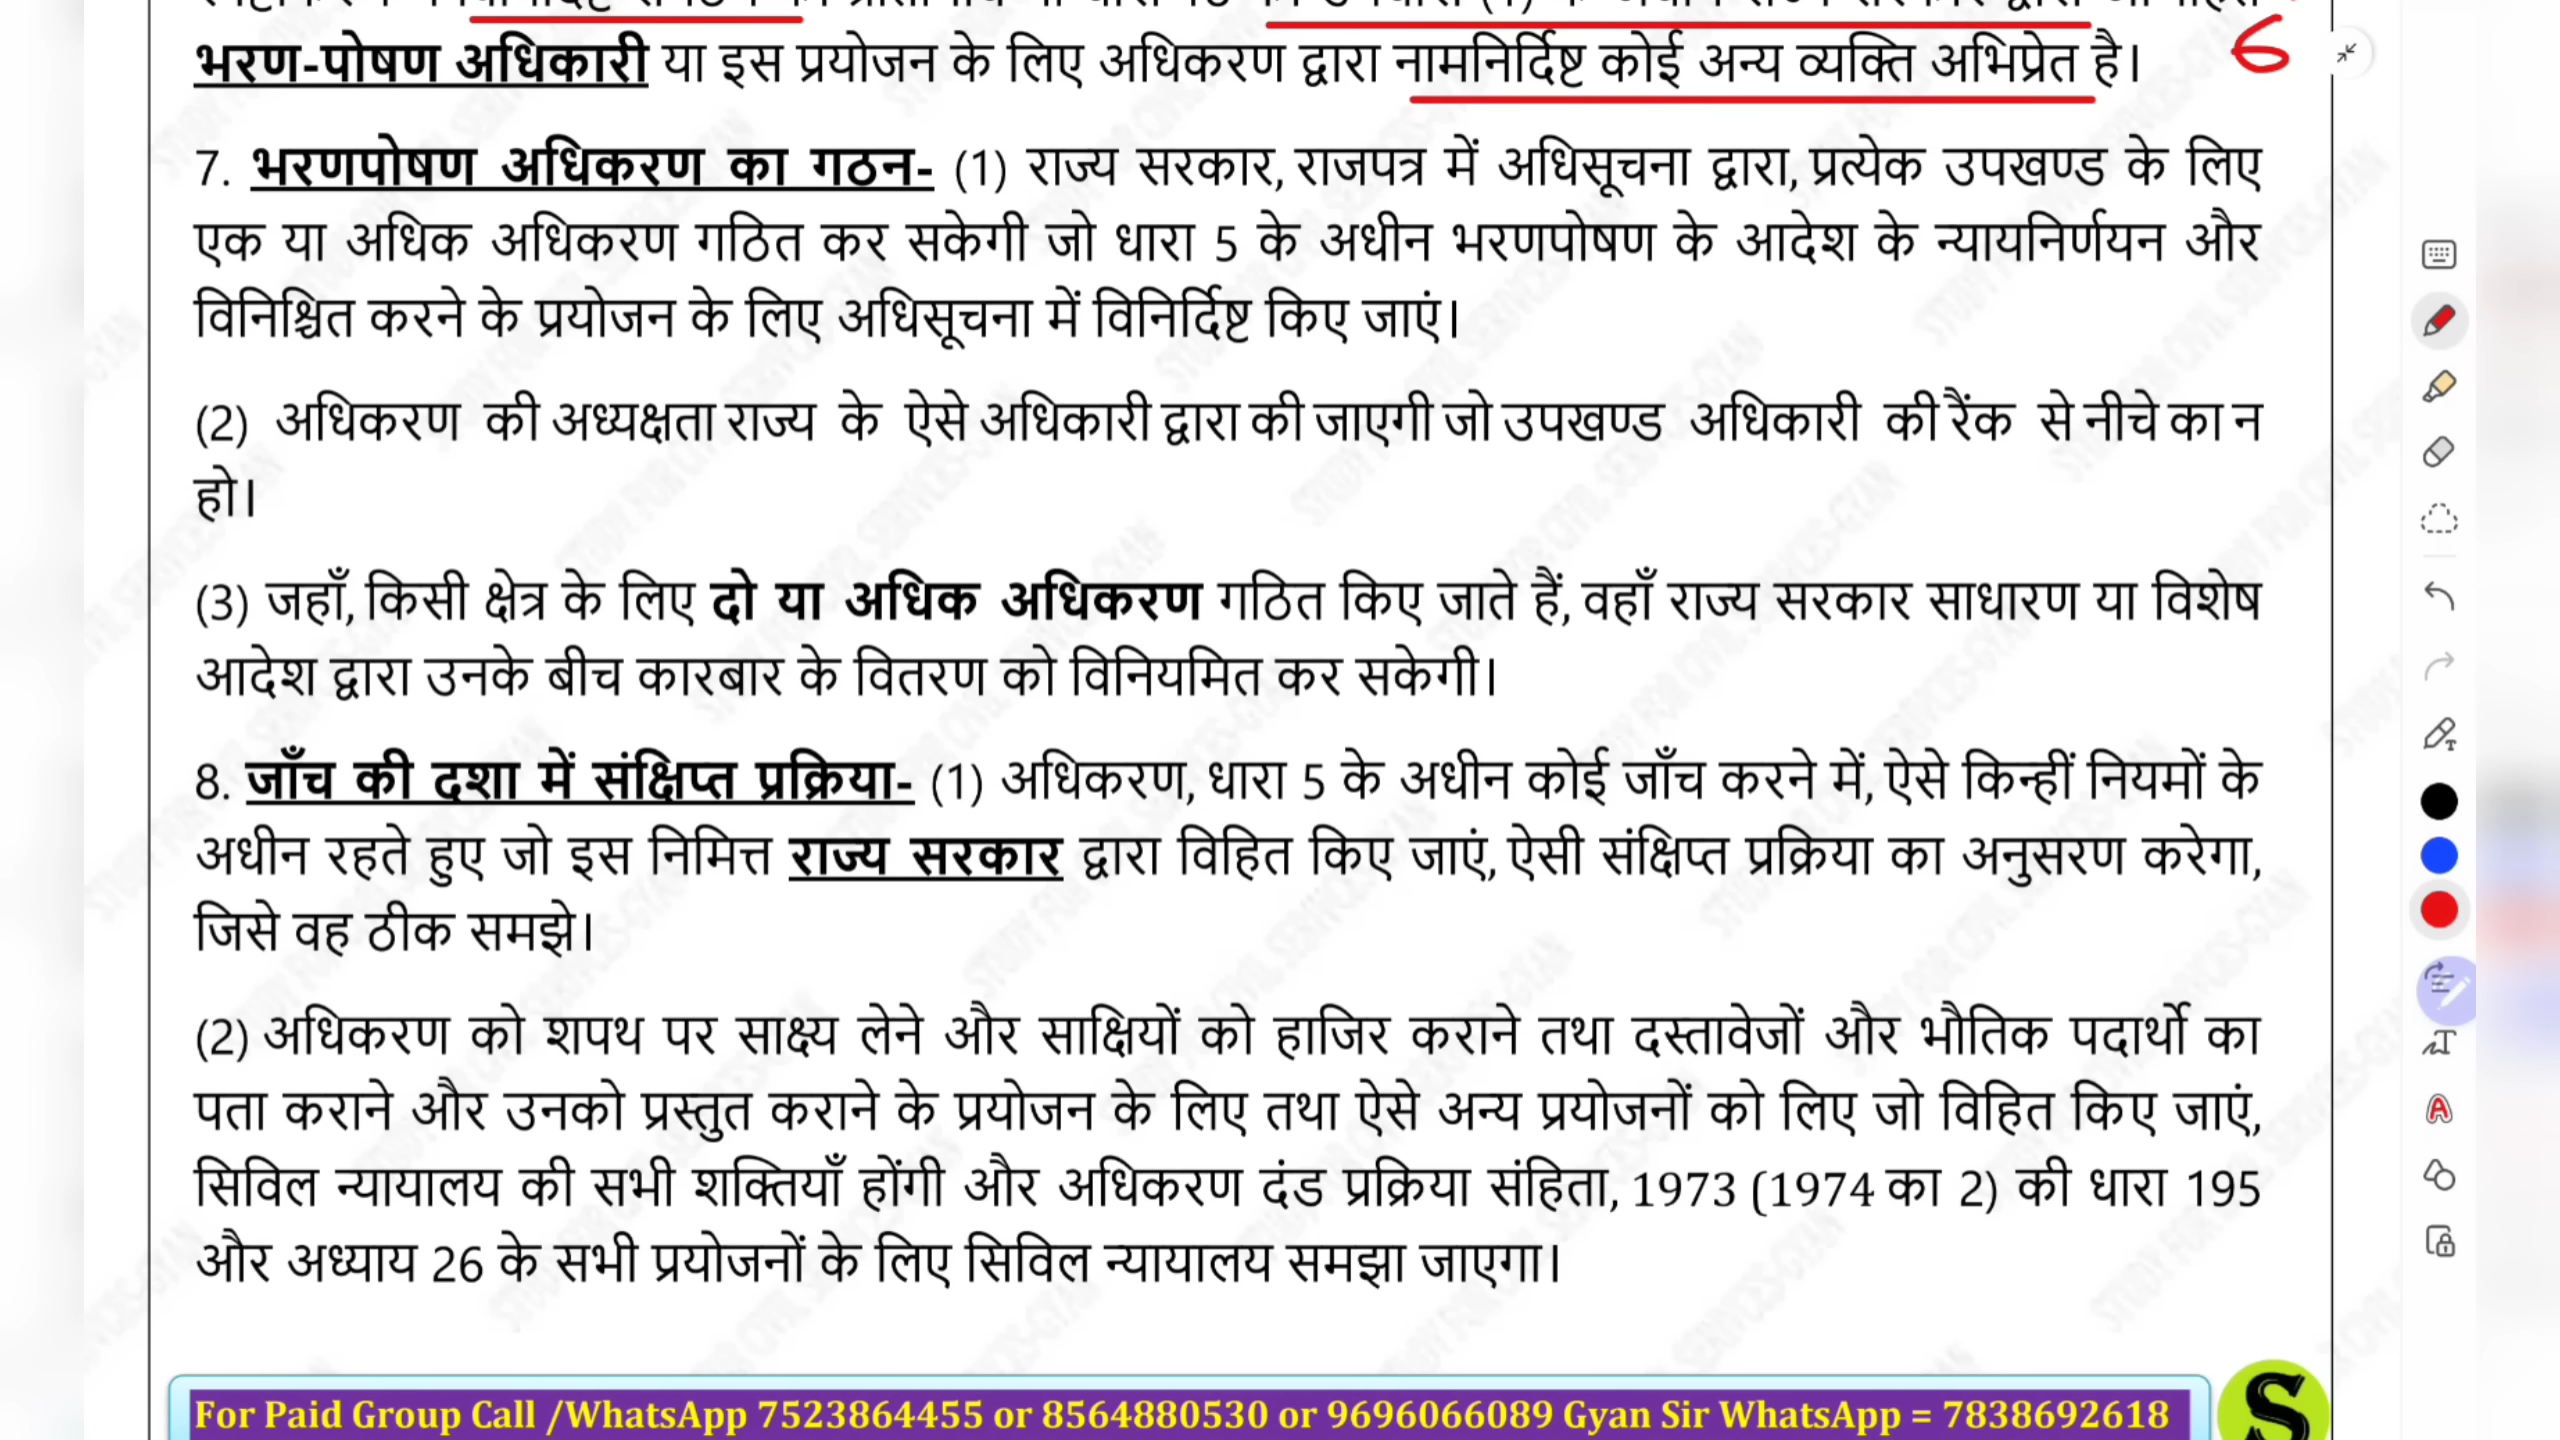 भरण-पोषण अधिकारी या इस प्रयोजन के लिए अधिकरण द्वारा नामनिर्दिष्ट कोई अन्य व्यक्ति अभिप्रेत है।
6
7. भरणपोषण अधिकरण का गठन- (1) राज्य सरकार, राजपत्र में अधिसूचना द्वारा, प्रत्येक उपखण्ड के लिए
एक या अधिक अधिकरण गठित कर सकेगी जो धारा 5 के अधीन भरणपोषण के आदेश के न्यायनिर्णयन और
विनिश्चित करने के प्रयोजन के लिए अधिसूचना में विनिर्दिष्ट किए जाएं।
(2) अधिकरण की अध्यक्षता राज्य के ऐसे अधिकारी द्वारा की जाएगी जो उपखण्ड अधिकारी की रैंक से नीचे का न
हो।
(3) जहाँ, किसी क्षेत्र के लिए दो या अधिक अधिकरण गठित किए जाते हैं, वहाँ राज्य सरकार साधारण या विशेष
आदेश द्वारा उनके बीच कारबार के वितरण को विनियमित कर सकेगी।
8. जाँच की दशा में संक्षिप्त प्रक्रिया- (1) अधिकरण, धारा 5 के अधीन कोई जाँच करने में, ऐसे किन्हीं नियमों के
अधीन रहते हुए जो इस निमित्त राज्य सरकार द्वारा विहित किए जाएं, ऐसी संक्षिप्त प्रक्रिया का अनुसरण करेगा,
जिसे वह ठीक समझे।
(2) अधिकरण को शपथ पर साक्ष्य लेने और साक्षियों को हाजिर कराने तथा दस्तावेजों और भौतिक पदार्थो का
पता कराने और उनको प्रस्तुत कराने के प्रयोजन के लिए तथा ऐसे अन्य प्रयोजनों को लिए जो विहित किए जाएं,
सिविल न्यायालय की सभी शक्तियाँ होंगी और अधिकरण दंड प्रक्रिया संहिता, 1973 (1974 का 2) की धारा 195
और अध्याय 26 के सभी प्रयोजनों के लिए सिविल न्यायालय समझा जाएगा।
For Paid Group Call /WhatsApp 7523864455 or 8564880530 or 9696066089 Gyan Sir WhatsApp = 7838692618
S